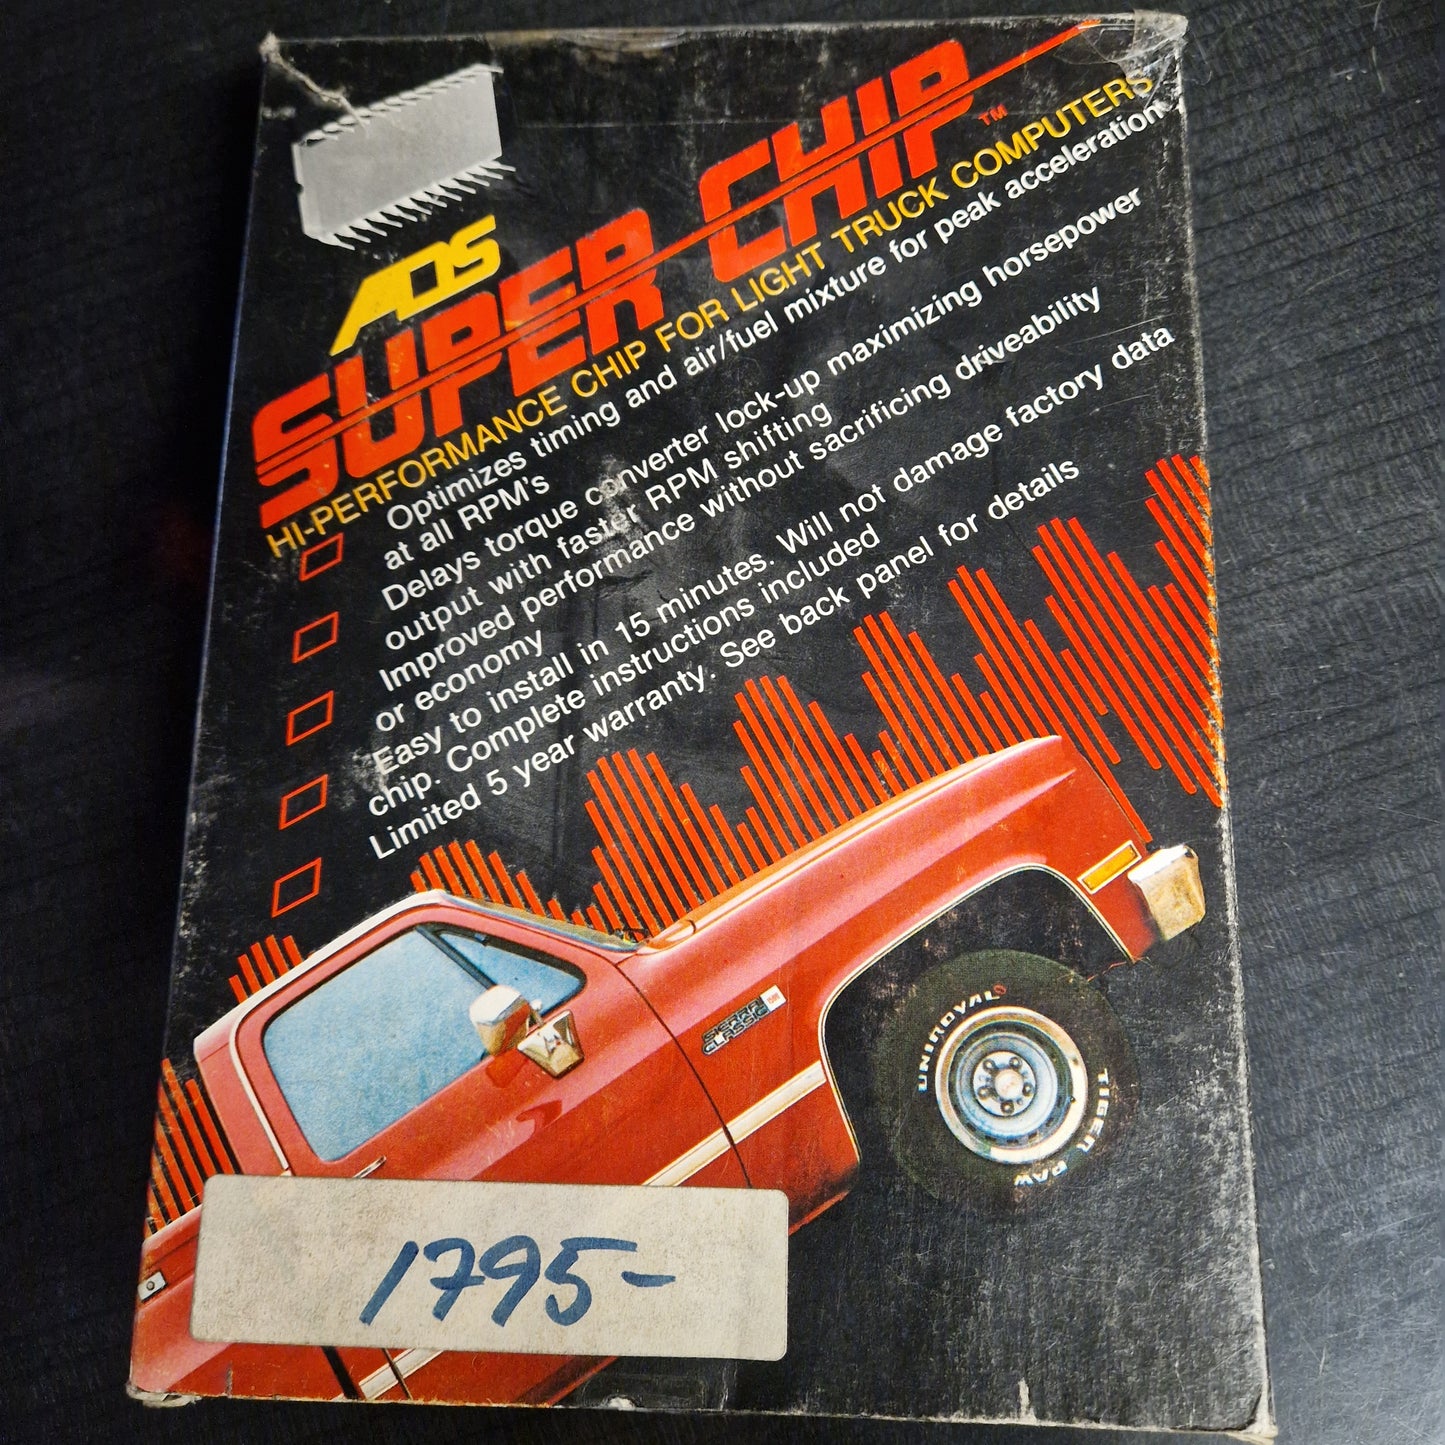 ADS
SUPER CHIP™
HI-PERFORMANCE CHIP FOR LIGHT TRUCK COMPUTERS
Optimizes timing and air/fuel mixture for peak acceleration
at all RPM's
Delays torque converter lock-up maximizing horsepower
output with faster RPM shifting
Improved performance without sacrificing driveability
or economy
Easy to install in 15 minutes. Will not damage factory data
chip. Complete instructions included
Limited 5 year warranty. See back panel for details
SIERRA
CLASSIC
UNIROYAL
TIGER PAW
1795-